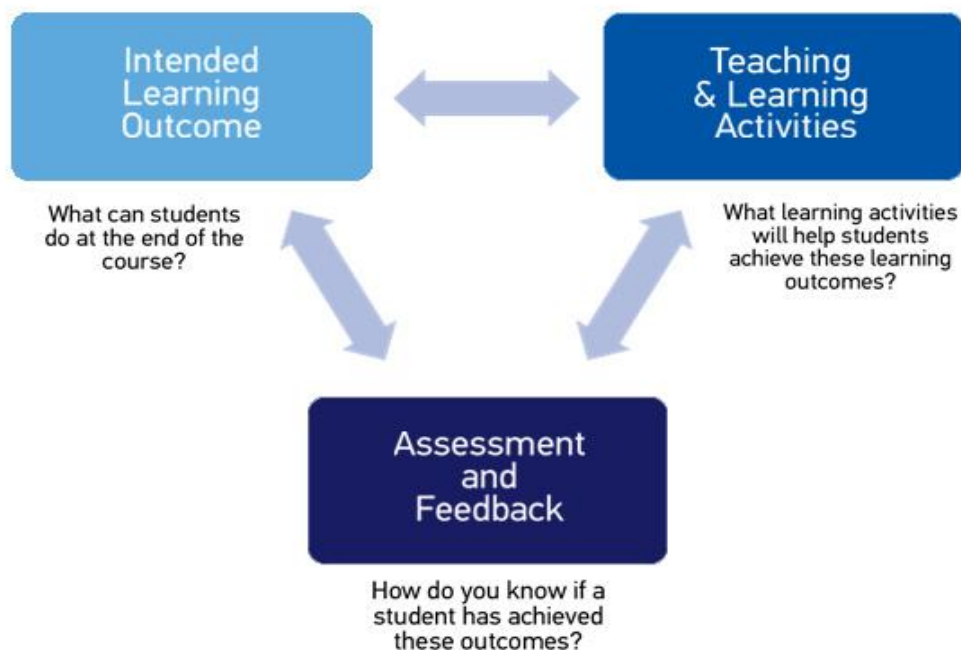 Intended
Learning
Outcome
Teaching
& Learning
Activities
What can students
do at the end of the
course?
What learning activities
will help students
achieve these learning
outcomes?
Assessment
and
Feedback
How do you know if a
student has achieved
these outcomes?